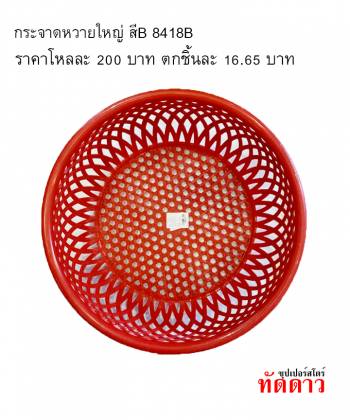 กระจาดหวายใหญ่ สีB 8418B
ราคาโหลละ 200 บาท ตกชิ้นละ 16.65 บาท
ซุปเปอร์สโตร์
ทัดดาว